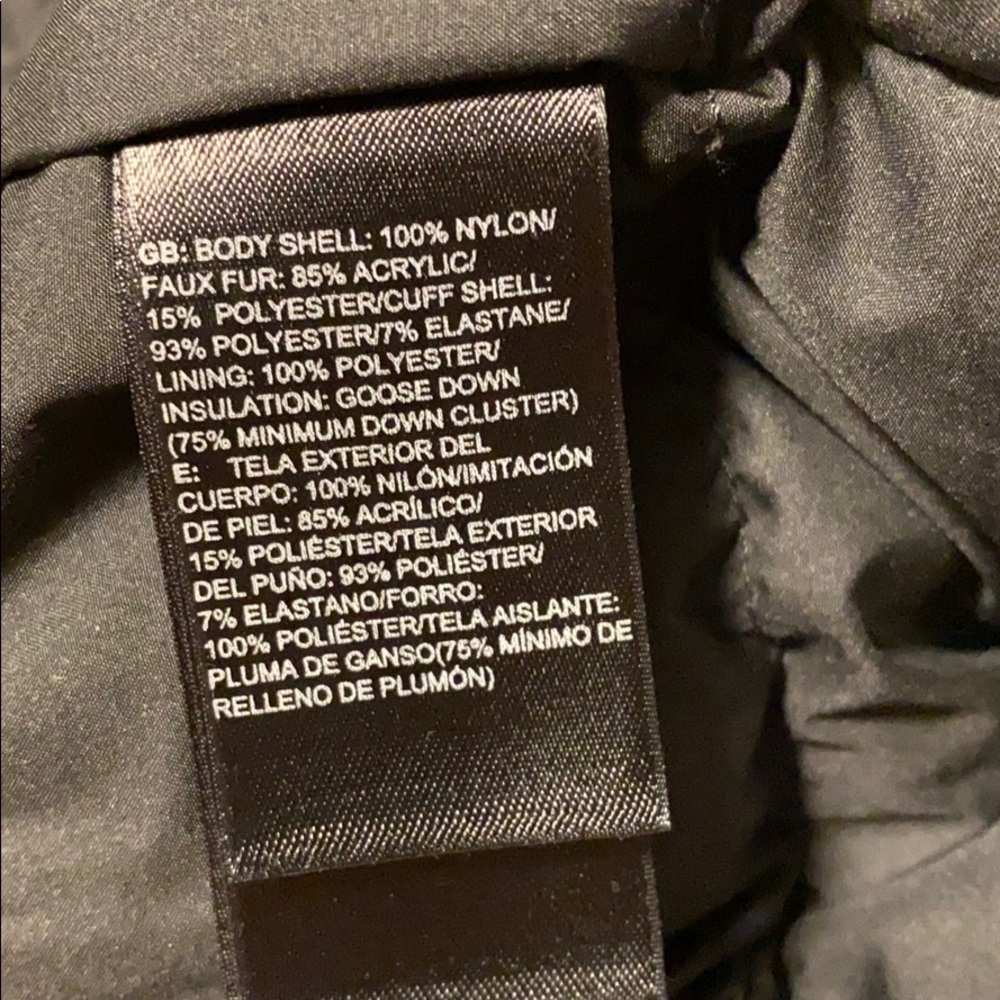 GB: BODY SHELL: 100% NYLON/
FAUX FUR: 85% ACRYLIC/
15% POLYESTER/CUFF SHELL:
93% POLYESTER/7% ELASTANE/
LINING: 100% POLYESTER/
INSULATION: GOOSE DOWN
(75% MINIMUM DOWN CLUSTER)
E: TELA EXTERIOR DEL
CUERPO: 100% NILÓN/IMITACIÓN
DE PIEL: 85% ACRÍLICO/
15% POLIÉSTER/TELA EXTERIOR
DEL PUÑO: 93% POLIÉSTER/
7% ELASTANO/FORRO:
100% POLIÉSTER/TELA AISLANTE:
PLUMA DE GANSO(75% MÍNIMO DE
RELLENO DE PLUMÓN)